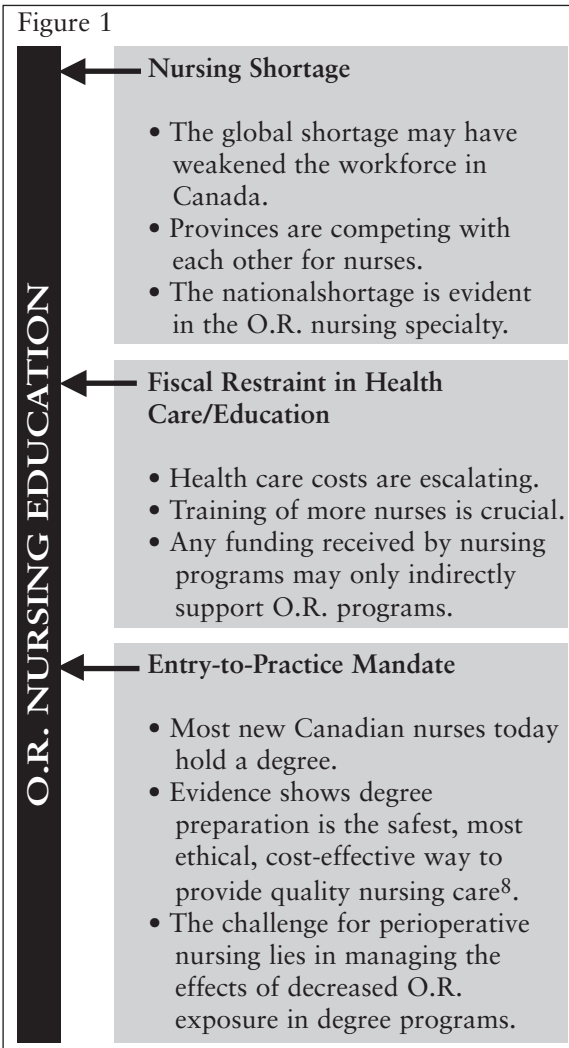 Figure 1
O.R. NURSING EDUCATION
Nursing Shortage
• The global shortage may have
weakened the workforce in
Canada.
• Provinces are competing with
each other for nurses.
• The nationalshortage is evident
in the O.R. nursing specialty.
Fiscal Restraint in Health
Care/Education
• Health care costs are escalating.
• Training of more nurses is crucial.
• Any funding received by nursing
programs may only indirectly
support O.R. programs.
Entry-to-Practice Mandate
• Most new Canadian nurses today
hold a degree.
• Evidence shows degree
preparation is the safest, most
ethical, cost-effective way to
provide quality nursing care8.
• The challenge for perioperative
nursing lies in managing the
effects of decreased O.R.
exposure in degree programs.